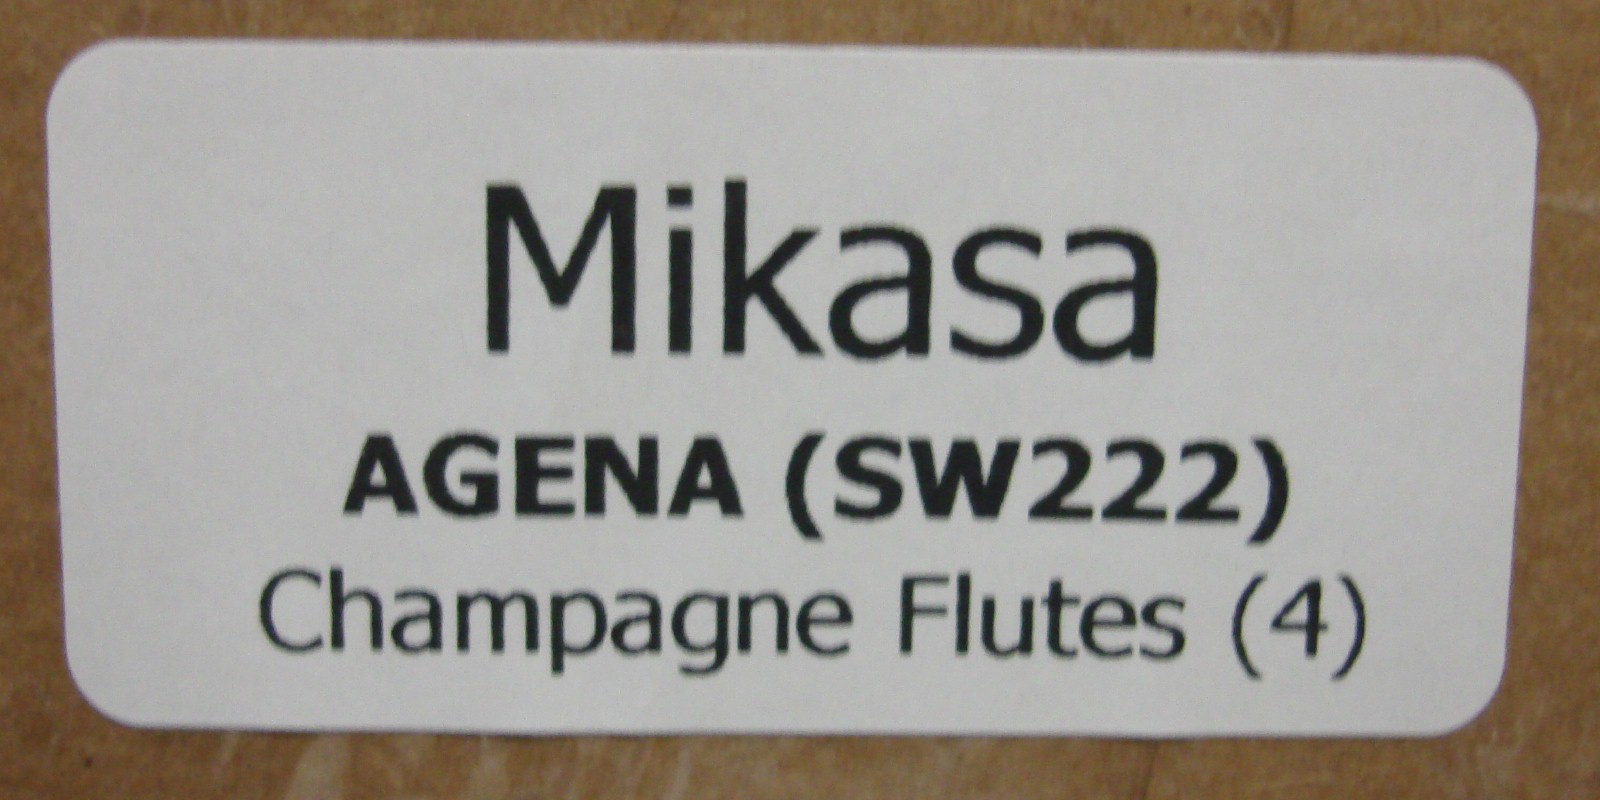 Mikasa
AGENA (SW222)
Champagne Flutes (4)